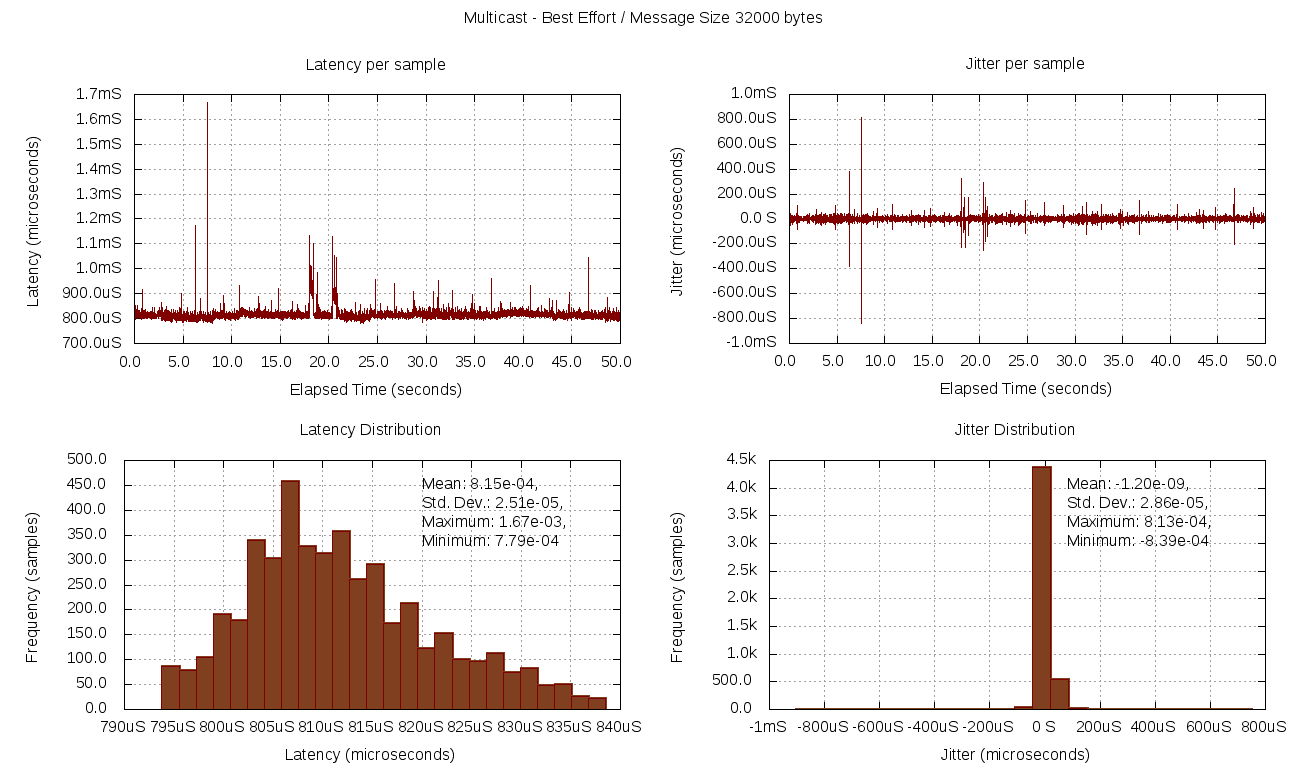 Multicast - Best Effort / Message Size 32000 bytes
Latency per sample
1.7mS
1.6mS
1.5mS
1.4mS
1.3mS
1.2mS
1.1mS
1.0mS
900.0uS
800.0uS
700.0uS
Latency (microseconds)
0.0 5.0 10.0 15.0 20.0 25.0 30.0 35.0 40.0 45.0 50.0
Elapsed Time (seconds)
Jitter per sample
1.0mS
800.0uS
600.0uS
400.0uS
200.0uS
0.0 S
-200.0uS
-400.0uS
-600.0uS
-800.0uS
-1.0mS
Jitter (microseconds)
0.0 5.0 10.0 15.0 20.0 25.0 30.0 35.0 40.0 45.0 50.0
Elapsed Time (seconds)
Latency Distribution
500.0
450.0
400.0
350.0
300.0
250.0
200.0
150.0
100.0
50.0
0.0
Frequency (samples)
Mean: 8.15e-04,
Std. Dev.: 2.51e-05,
Maximum: 1.67e-03,
Minimum: 7.79e-04
790uS 795uS 800uS 805uS 810uS 815uS 820uS 825uS 830uS 835uS 840uS
Latency (microseconds)
Jitter Distribution
4.5k
4.0k
3.5k
3.0k
2.5k
2.0k
1.5k
1.0k
500.0
0.0
Frequency (samples)
Mean: -1.20e-09,
Std. Dev.: 2.86e-05,
Maximum: 8.13e-04,
Minimum: -8.39e-04
-1mS -800uS -600uS -400uS -200uS 0 S 200uS 400uS 600uS 800uS
Jitter (microseconds)